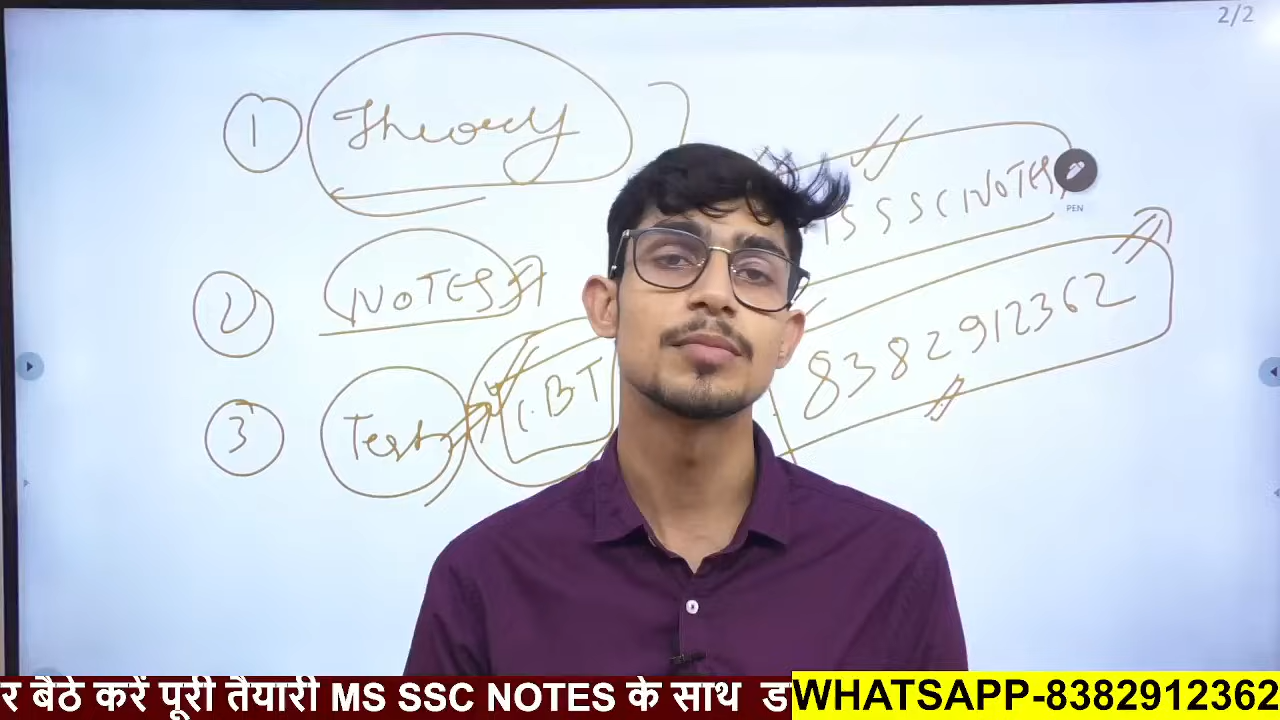 2/2
1 Theory
MS SSC NOTES
PEN
2 NOTES
8382912362
3 Test CBT
र बैठे करें पूरी तैयारी MS SSC NOTES के साथ ड
WHATSAPP-8382912362